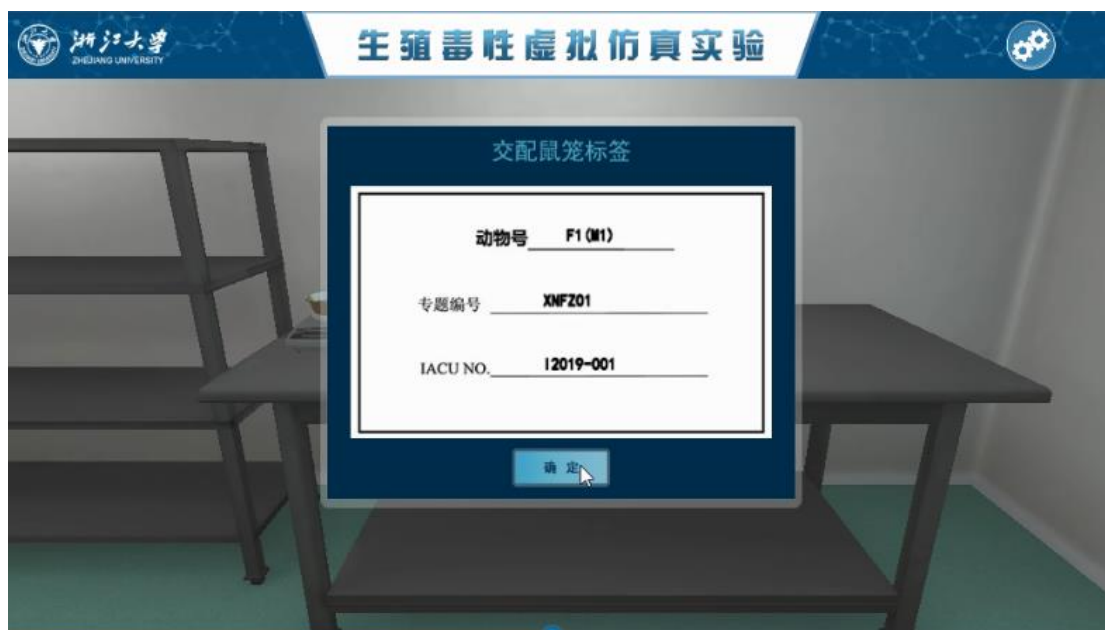 浙江大学
ZHEJIANG UNIVERSITY
生殖毒性虚拟仿真实验
交配鼠笼标签
动物号 F1(M1)
专题编号 XNFZ01
IACU NO. I2019-001
确 定